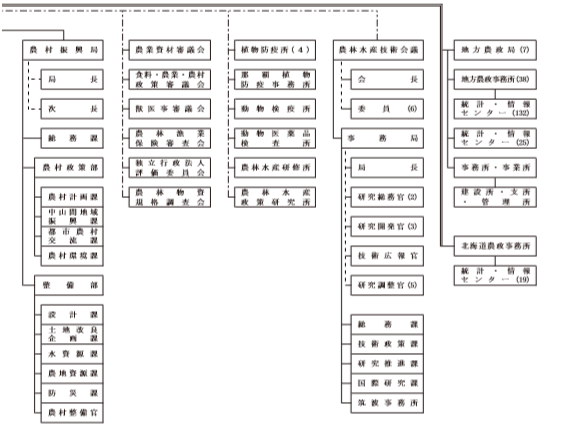 農村振興局
局長
次長
総務課
農村政策部
農村計画課
中山間地域
振興課
都市農村
交流課
農村環境課
整備部
設計課
土地改良
企画課
水資源課
農地資源課
防災課
農村整備官
農業資材審議会
食料・農業・農村
政策審議会
獣医事審議会
農林漁業
保険審査会
独立行政法人
評価委員会
農林物資
規格調査会
植物防疫所(4)
那覇植物
防疫事務所
動物検疫所
動物医薬品
検査所
農林水産研修所
農林水産
政策研究所
農林水産技術会議
会長
委員(6)
事務局
局長
研究総務官(2)
研究開発官(3)
技術広報官
研究調整官(5)
総務課
技術政策課
研究推進課
国際研究課
筑波事務所
地方農政局(7)
地方農政事務所(38)
統計・情報
センター(132)
統計・情報
センター(25)
事務所・事業所
建設所・支所
・管理所
北海道農政事務所
統計・情報
センター(19)